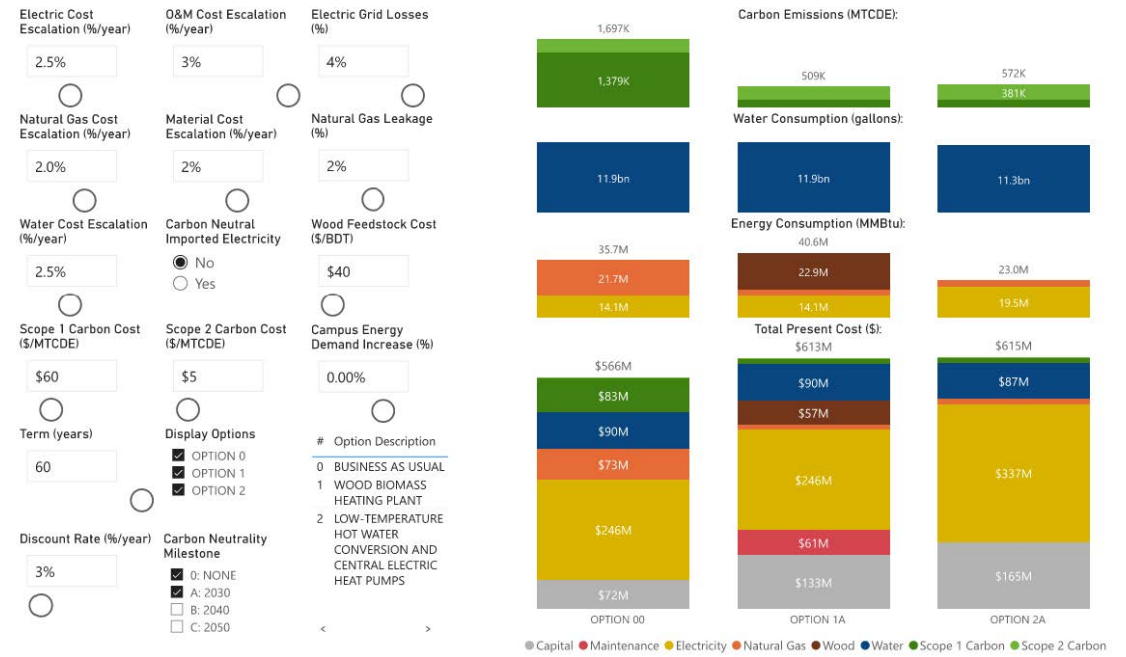 Electric Cost
Escalation (%/year)
2.5%
O&M Cost Escalation
(%/year)
3%
Electric Grid Losses
(%)
4%
Natural Gas Cost
Escalation (%/year)
2.0%
Material Cost
Escalation (%/year)
2%
Natural Gas Leakage
(%)
2%
Water Cost Escalation
(%/year)
2.5%
Carbon Neutral
Imported Electricity
No
Yes
Wood Feedstock Cost
($/BDT)
$40
Scope 1 Carbon Cost
($/MTCDE)
$60
Scope 2 Carbon Cost
($/MTCDE)
$5
Campus Energy
Demand Increase (%)
0.00%
Term (years)
60
Display Options
OPTION 0
OPTION 1
OPTION 2
# Option Description
0 BUSINESS AS USUAL
1 WOOD BIOMASS
HEATING PLANT
2 LOW-TEMPERATURE
HOT WATER
CONVERSION AND
CENTRAL ELECTRIC
HEAT PUMPS
< >
Discount Rate (%/year)
3%
Carbon Neutrality
Milestone
0: NONE
A: 2030
B: 2040
C: 2050
Carbon Emissions (MTCDE):
1,697K
1,379K
509K
572K
381K
Water Consumption (gallons):
11.9bn
11.9bn
11.3bn
Energy Consumption (MMBtu):
35.7M
21.7M
14.1M
40.6M
22.9M
14.1M
23.0M
19.5M
Total Present Cost ($):
$566M
$83M
$90M
$73M
$246M
$72M
$613M
$90M
$57M
$246M
$61M
$133M
$615M
$87M
$337M
$165M
OPTION 00
OPTION 1A
OPTION 2A
Capital Maintenance Electricity Natural Gas Wood Water Scope 1 Carbon Scope 2 Carbon